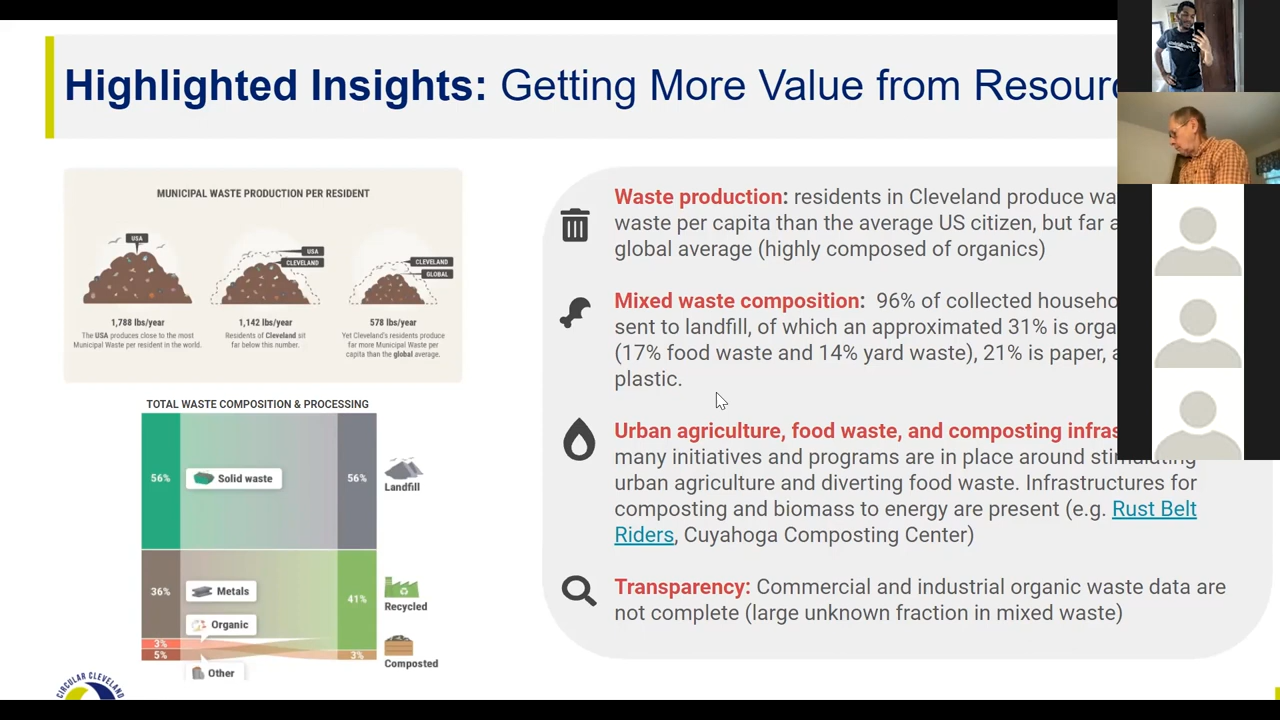 Highlighted Insights: Getting More Value from
MUNICIPAL WASTE PRODUCTION PER RESIDENT
USA
USA
CLEVELAND
CLEVELAND
GLOBAL
1,788 lbs/year
The USA produces close to the most
Municipal Waste per resident in the world.
1,142 lbs/year
Residents of Cleveland sit
far below this number.
578 lbs/year
Yet Cleveland's residents produce
far more Municipal Waste per
capita than the global average.
TOTAL WASTE COMPOSITION & PROCESSING
56%
Solid waste
56%
Landfill
36%
Metals
41%
Recycled
Organic
3%
5%
3%
Composted
Other
CIRCULAR CLEVELAND
Waste production: residents in Cleveland produce
waste per capita than the average US citizen, but far
global average (highly composed of organics)
Mixed waste composition: 96% of collected
sent to landfill, of which an approximated 31% is
(17% food waste and 14% yard waste), 21% is paper,
plastic.
Urban agriculture, food waste, and composting
many initiatives and programs are in place around stimulating
urban agriculture and diverting food waste. Infrastructures for
composting and biomass to energy are present (e.g. Rust Belt
Riders, Cuyahoga Composting Center)
Transparency: Commercial and industrial organic waste data are
not complete (large unknown fraction in mixed waste)